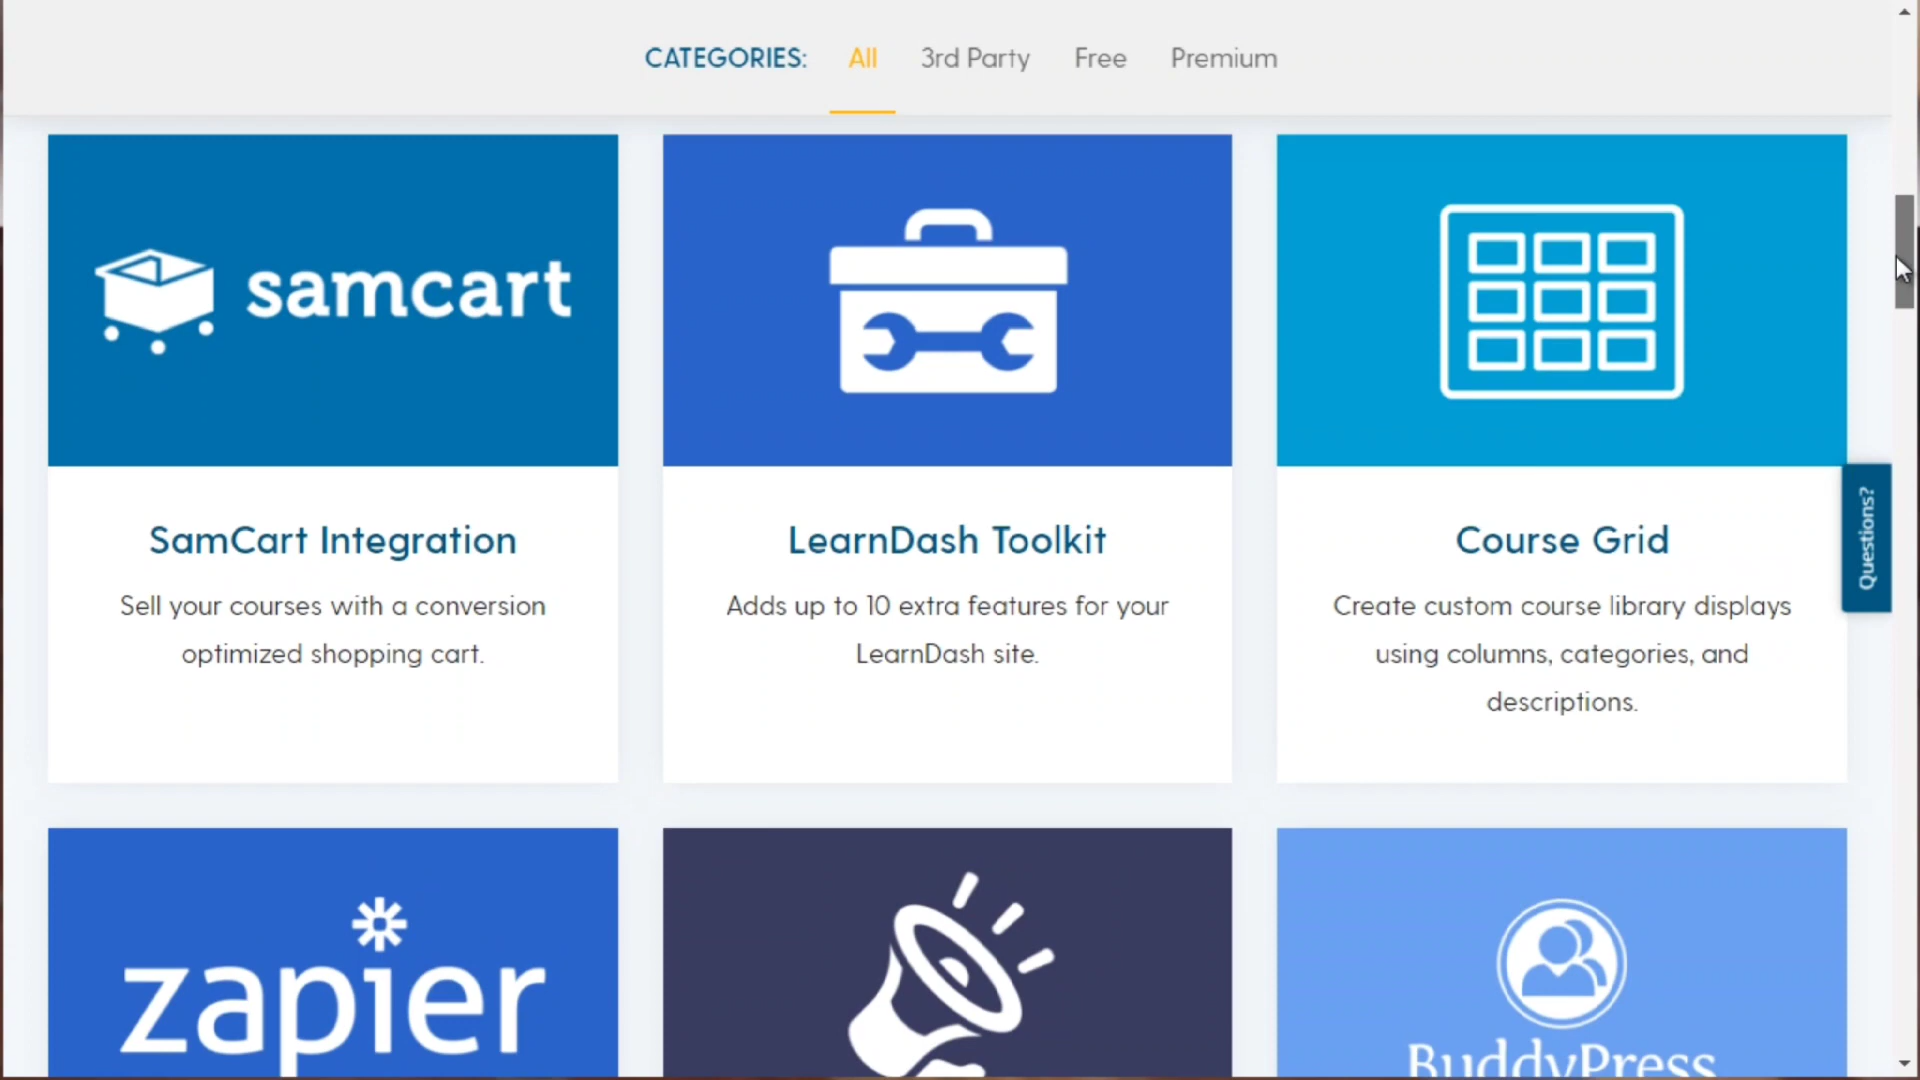 CATEGORIES: All 3rd Party Free Premium
samcart
SamCart Integration
Sell your courses with a conversion
optimized shopping cart.
LearnDash Toolkit
Adds up to 10 extra features for your
LearnDash site.
Course Grid
Create custom course library displays
using columns, categories, and
descriptions.
Questions?
zapier
BuddyPress